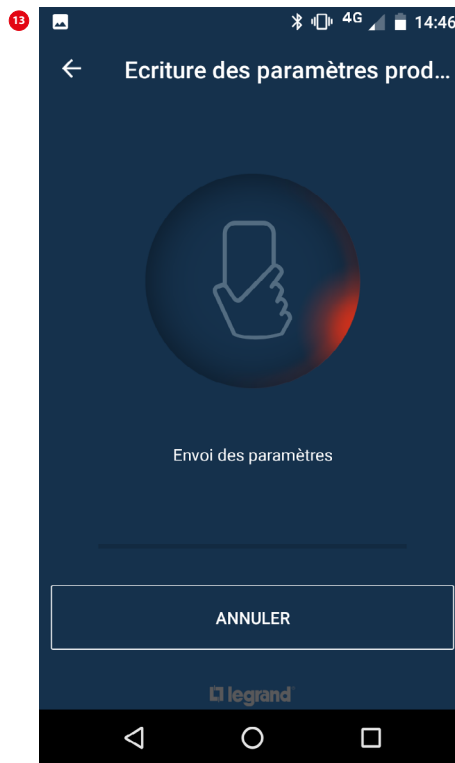 13
4G 14:46
Ecriture des paramètres prod...
Envoi des paramètres
ANNULER
legrand